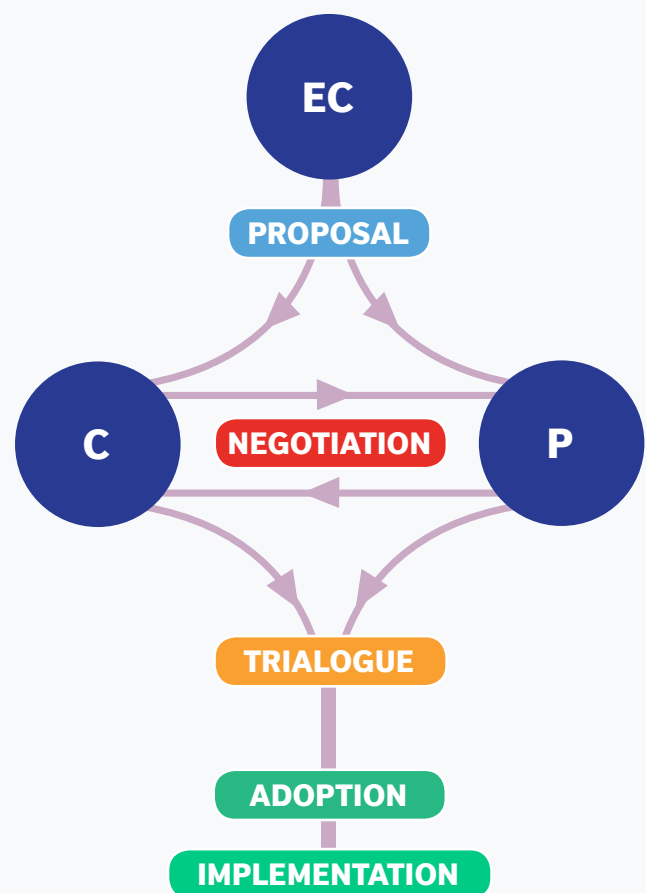 EC
PROPOSAL
C
NEGOTIATION
P
TRIALOGUE
ADOPTION
IMPLEMENTATION